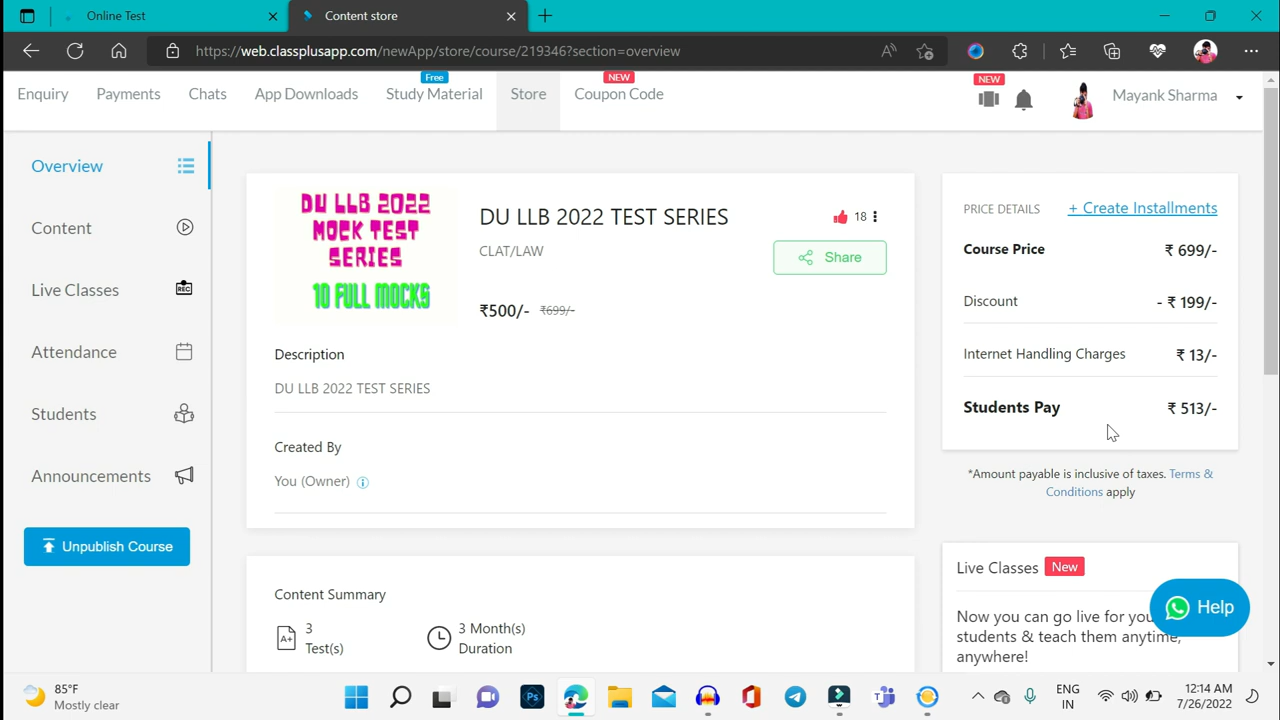 Online Test
Content store
https://web.classplusapp.com/newApp/store/course/219346?section=overview
Enquiry
Payments
Chats
App Downloads
Free
Study Material
Store
NEW
Coupon Code
NEW
Mayank Sharma
Overview
Content
Live Classes
REC
Attendance
Students
Announcements
Unpublish Course
DU LLB 2022
MOCK TEST
SERIES
10 FULL MOCKS
DU LLB 2022 TEST SERIES
18
CLAT/LAW
Share
₹500/- ₹699/-
Description
DU LLB 2022 TEST SERIES
Created By
You (Owner)
Content Summary
A+
3
Test(s)
3 Month(s)
Duration
PRICE DETAILS + Create Installments
Course Price ₹ 699/-
Discount - ₹ 199/-
Internet Handling Charges ₹ 13/-
Students Pay ₹ 513/-
*Amount payable is inclusive of taxes. Terms &
Conditions apply
Live Classes New
Now you can go live for you
students & teach them anytime,
anywhere!
Help
85°F
Mostly clear
Ps
ENG
IN
12:14 AM
7/26/2022